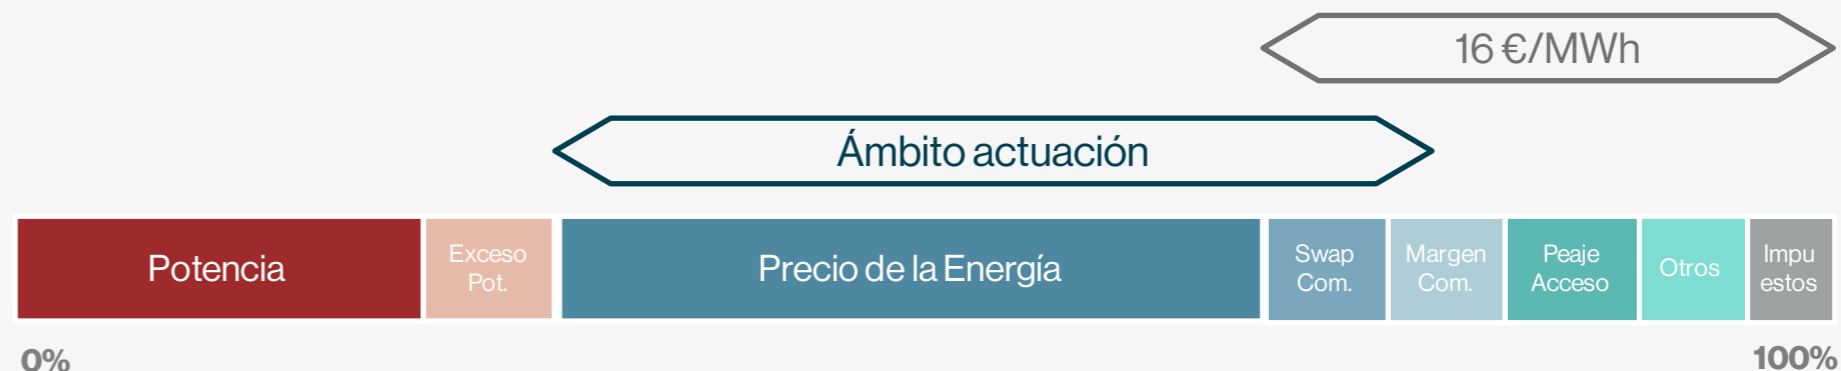 16 €/MWh
Ámbito actuación
Potencia
Exceso
Pot.
Precio de la Energía
Swap
Com.
Margen
Com.
Peaje
Acceso
Otros
Impu
estos
0%
100%